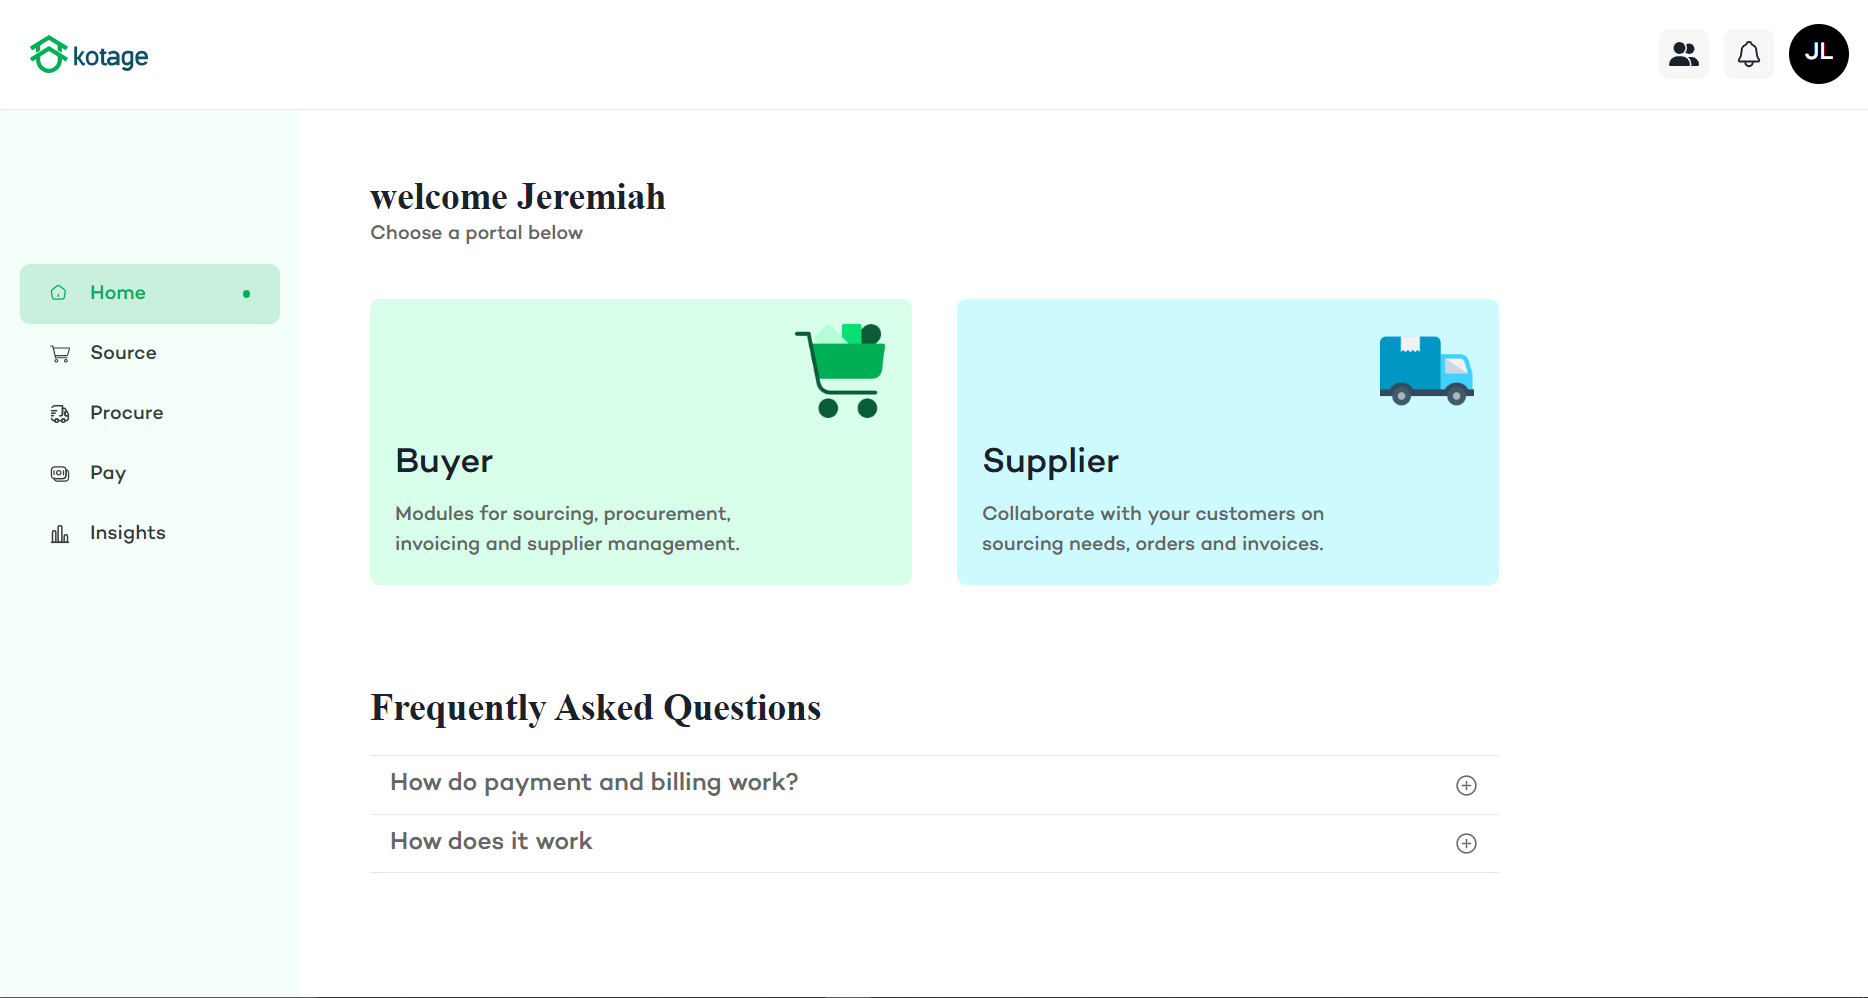 kotage
JL
Home
Source
Procure
Pay
Insights
welcome Jeremiah
Choose a portal below
Buyer
Modules for sourcing, procurement,
invoicing and supplier management.
Supplier
Collaborate with your customers on
sourcing needs, orders and invoices.
Frequently Asked Questions
How do payment and billing work?
How does it work